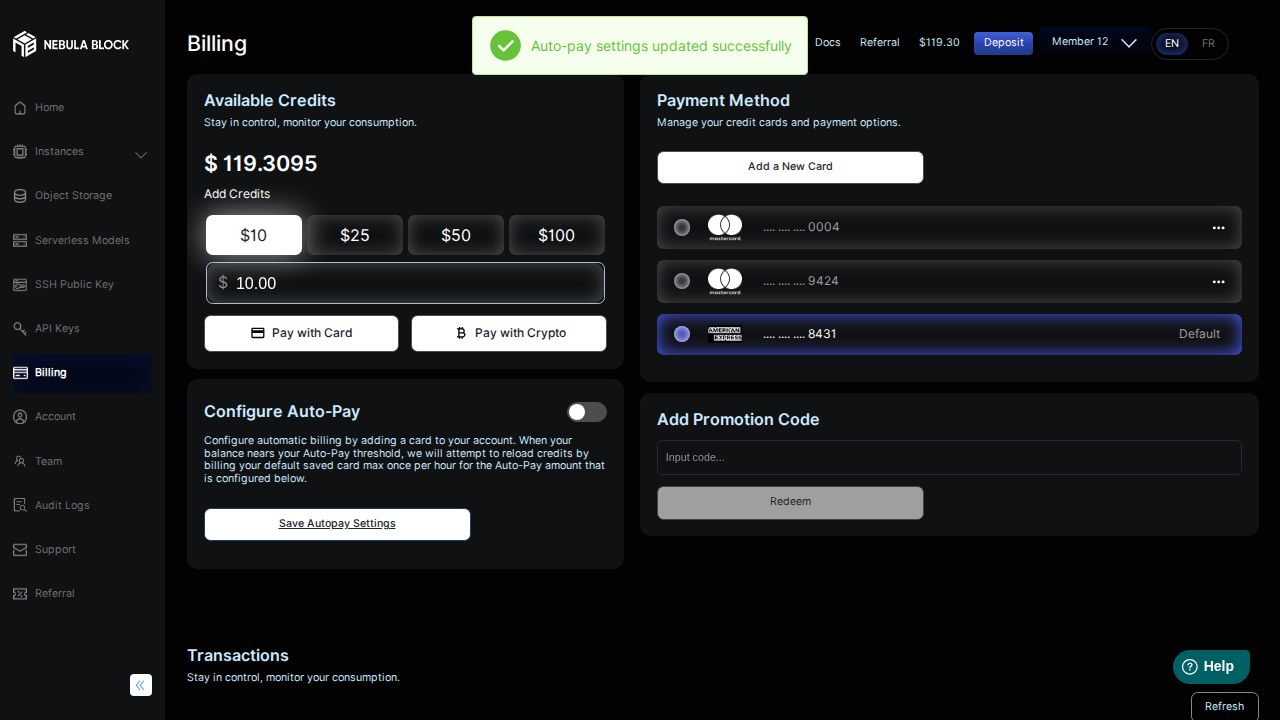 NEBULA BLOCK
Home
Instances
Object Storage
Serverless Models
SSH Public Key
API Keys
Billing
Account
Team
Audit Logs
Support
Referral
Billing
Auto-pay settings updated successfully
Docs
Referral
$119.30
Deposit
Member 12
EN
FR
Available Credits
Stay in control, monitor your consumption.
$ 119.3095
Add Credits
$10
$25
$50
$100
$ 10.00
Pay with Card
Pay with Crypto
Configure Auto-Pay
Configure automatic billing by adding a card to your account. When your
balance nears your Auto-Pay threshold, we will attempt to reload credits by
billing your default saved card max once per hour for the Auto-Pay amount that
is configured below.
Save Autopay Settings
Payment Method
Manage your credit cards and payment options.
Add a New Card
mastercard
.... .... .... 0004
mastercard
.... .... .... 9424
AMERICAN
EXPRESS
.... .... .... 8431
Default
Add Promotion Code
Input code...
Redeem
Transactions
Stay in control, monitor your consumption.
Help
Refresh